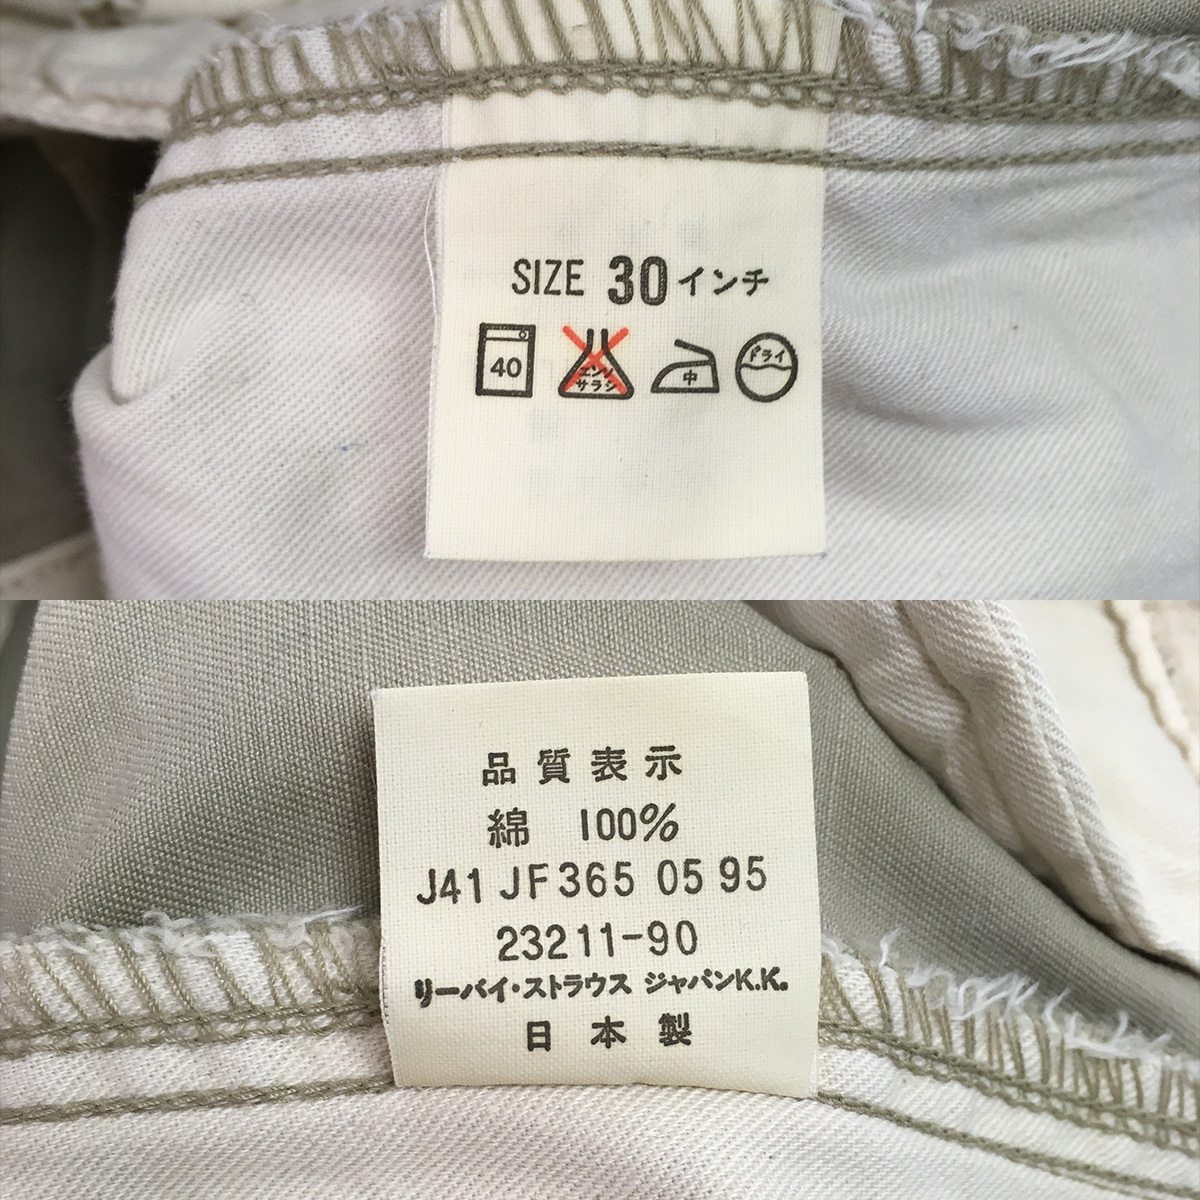 SIZE 30 インチ
40 エンソ サラシ 中 ドライ
品質表示
綿 100%
J41 JF365 05 95
23211-90
リーバイ・ストラウス ジャパンK.K.
日本製